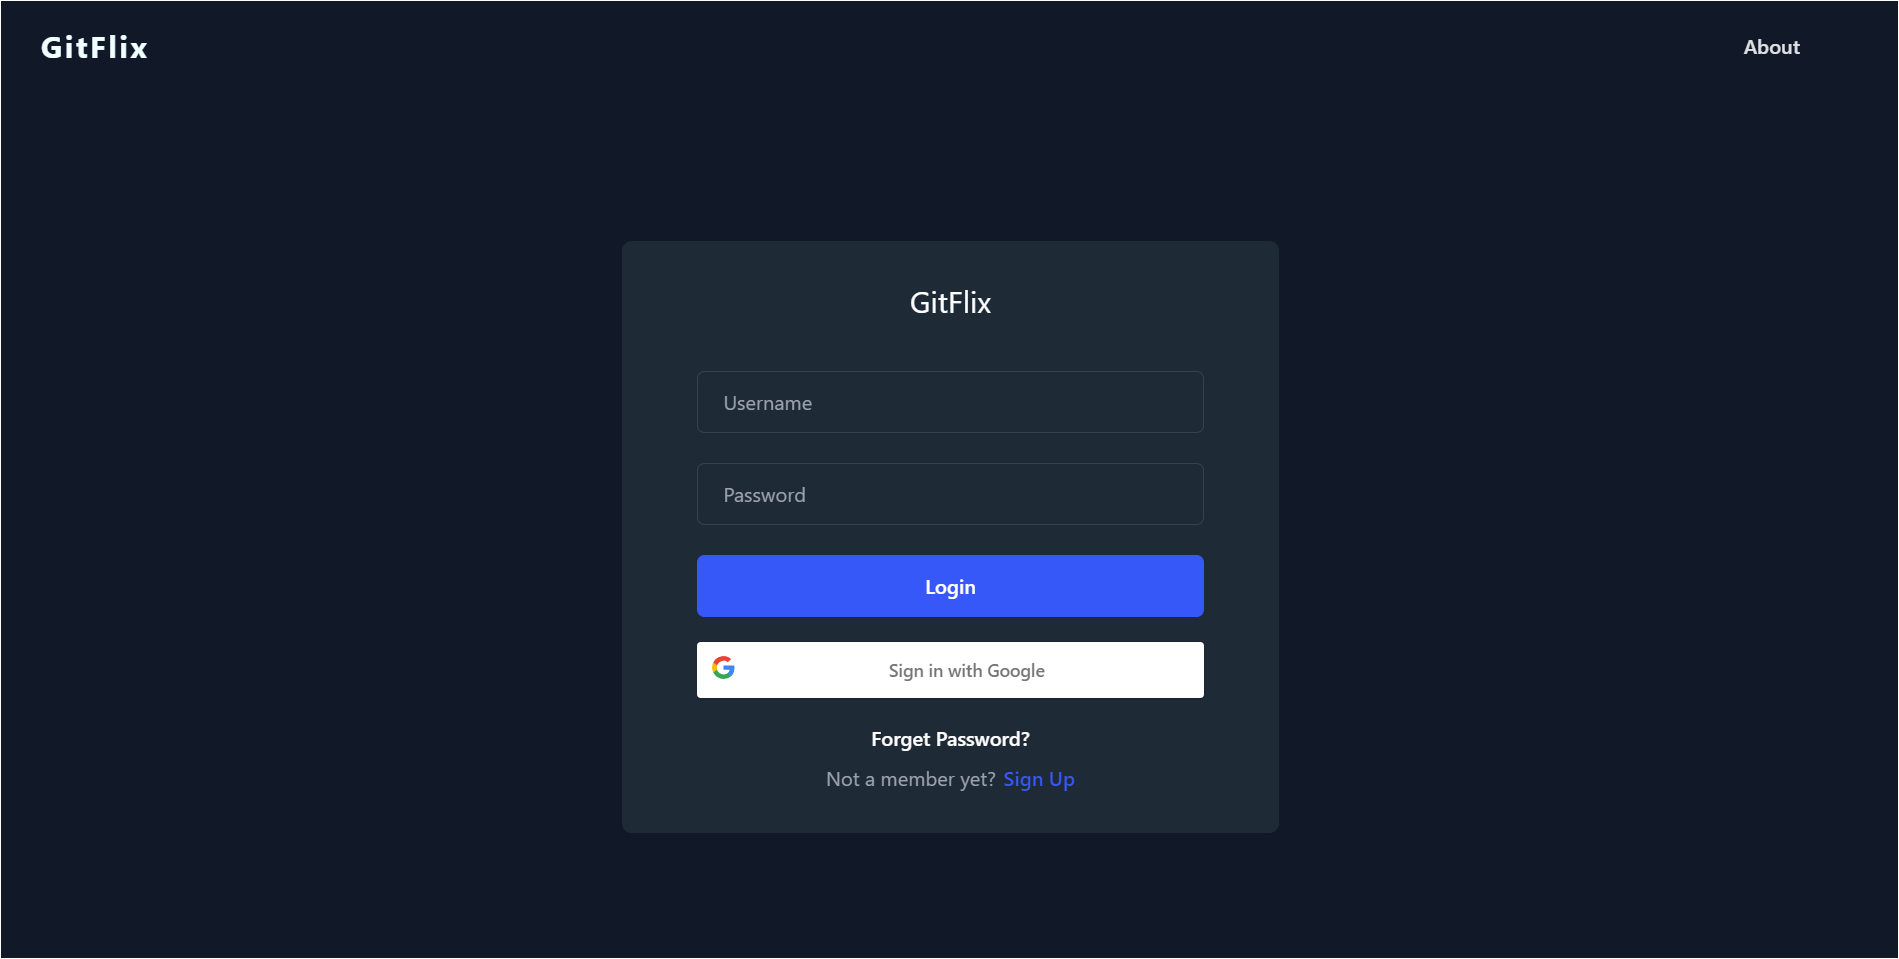 GitFlix
About
GitFlix
Username
Password
Login
Sign in with Google
Forget Password?
Not a member yet? Sign Up